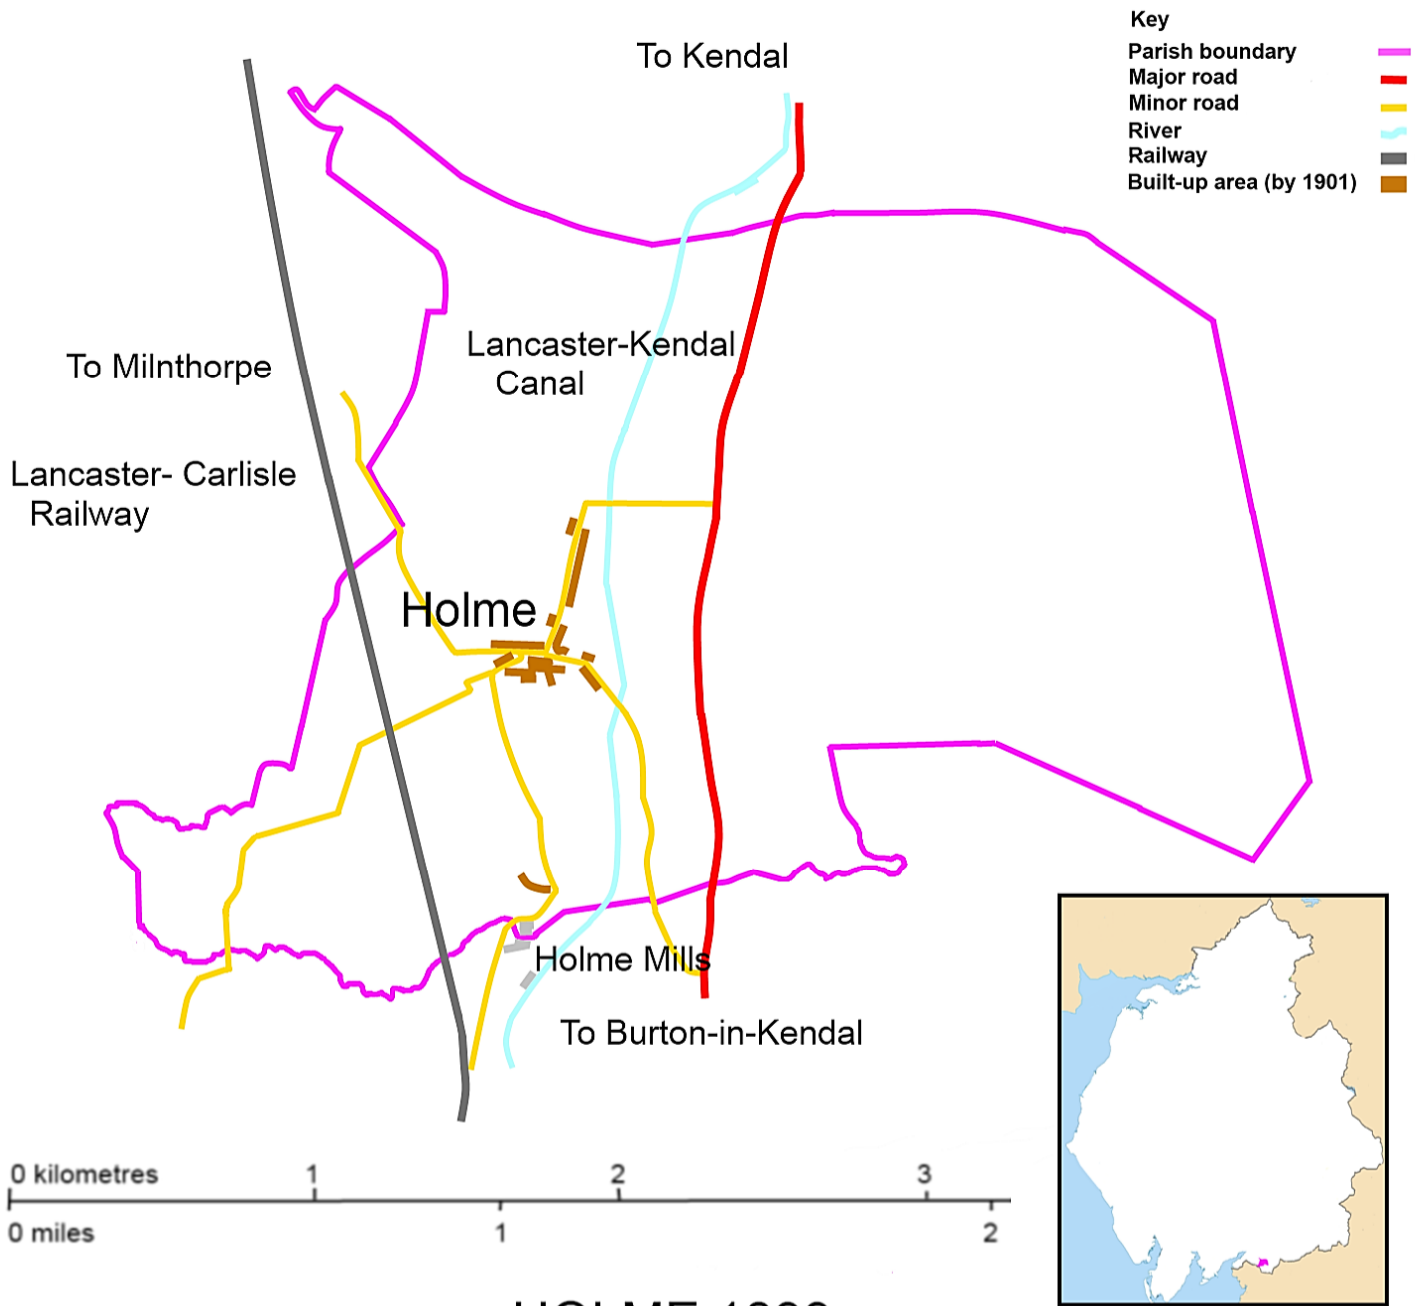 To Kendal
Key
Parish boundary
Major road
Minor road
River
Railway
Built-up area (by 1901)
Lancaster-Kendal
Canal
To Milnthorpe
Lancaster- Carlisle
Railway
Holme
Holme Mills
To Burton-in-Kendal
0 kilometres 1 2 3
0 miles 1 2
HOLME